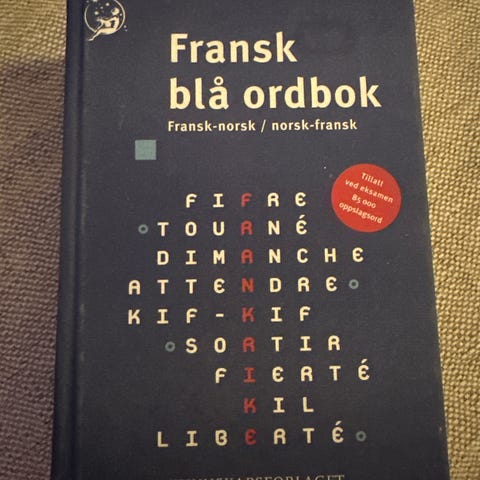 Fransk
blå ordbok
Fransk-norsk / norsk-fransk
Tillatt
ved eksamen
85 000
oppslagsord
FIFRE
TOURNÉ
DIMANCHE
ATTENDRE
KIF-KIF
SORTIR
FIERTÉ
KIL
LIBERTÉ
KUNNSKAPSFORLAGET